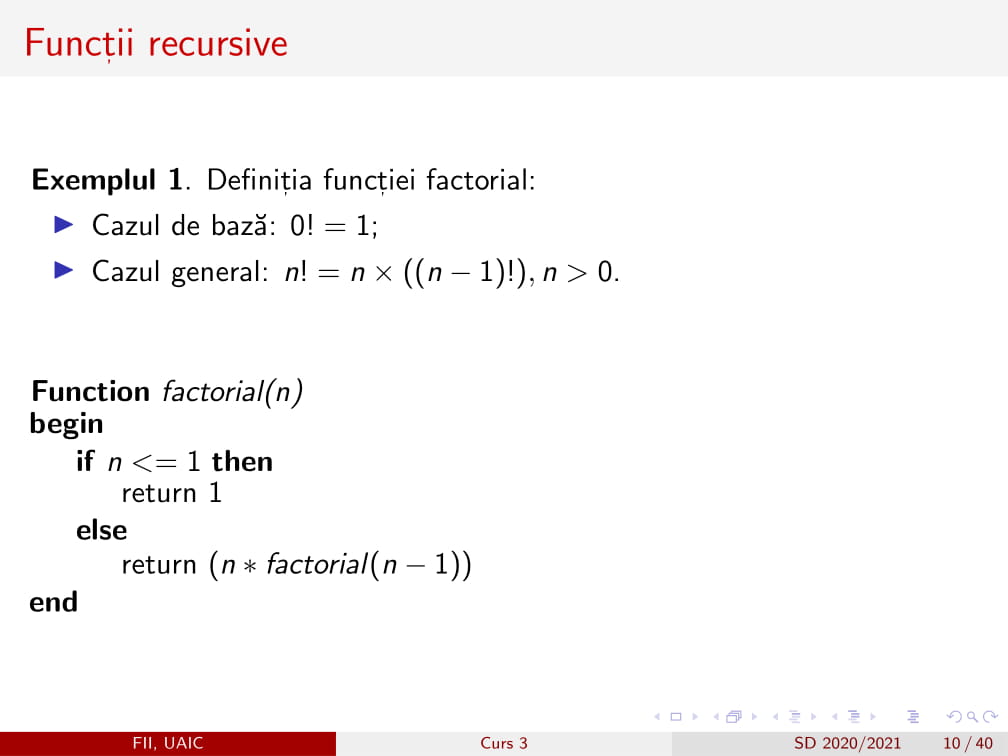 Funcții recursive
Exemplul 1. Definiția funcției factorial:
▶ Cazul de bază: 0! = 1;
▶ Cazul general: n! = n × ((n − 1)!), n > 0.
Function factorial(n)
begin
if n <= 1 then
return 1
else
return (n ∗ factorial(n − 1))
end
FII, UAIC Curs 3 SD 2020/2021 10 / 40